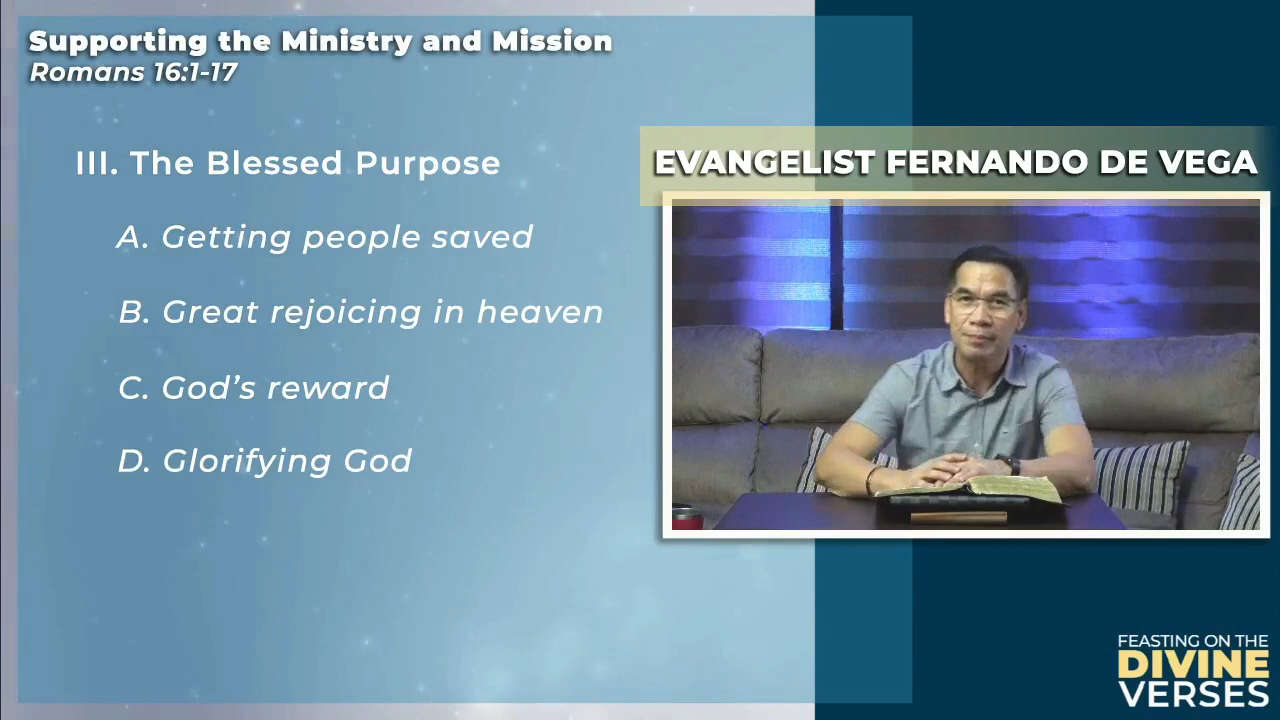 Supporting the Ministry and Mission
Romans 16:1-17
III. The Blessed Purpose
A. Getting people saved
B. Great rejoicing in heaven
C. God’s reward
D. Glorifying God
EVANGELIST FERNANDO DE VEGA
FEASTING ON THE
DIVINE
VERSES